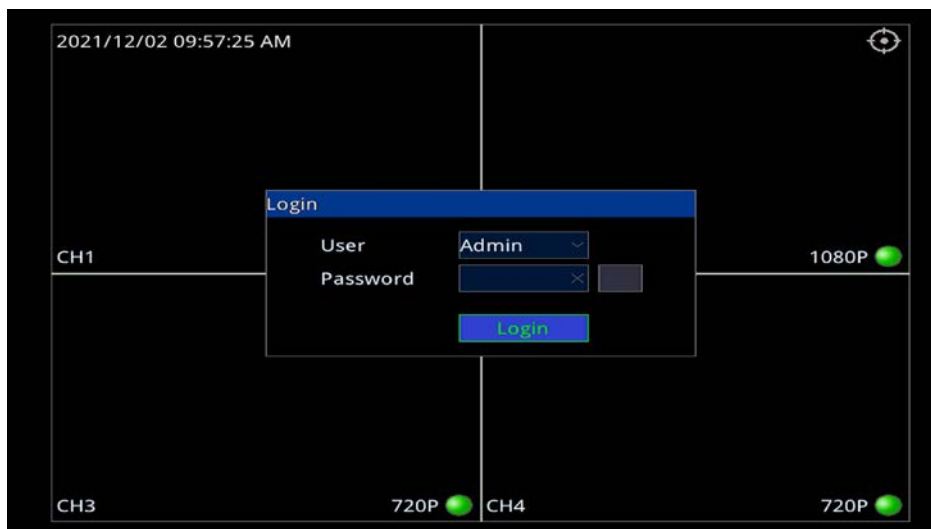 2021/12/02 09:57:25 AM
Login
User Admin
CH1 1080P
Password
Login
CH3 720P CH4 720P